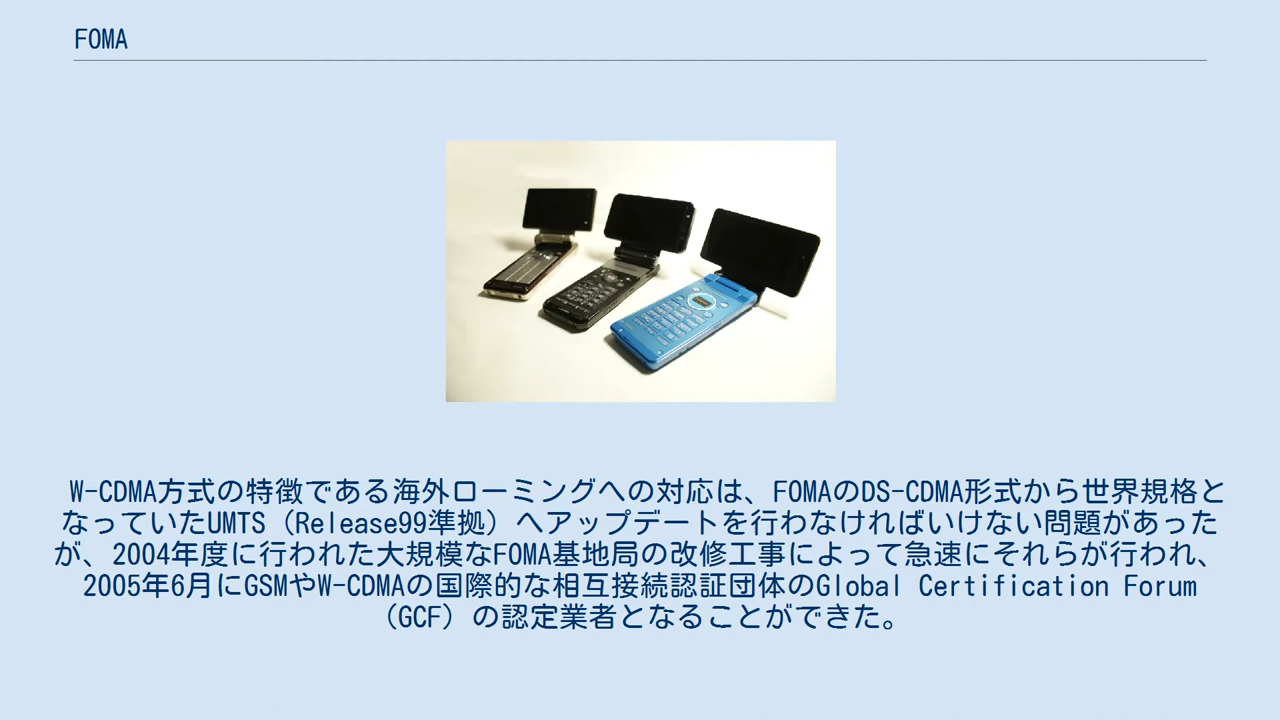 FOMA
W-CDMA方式の特徴である海外ローミングへの対応は、FOMAのDS-CDMA形式から世界規格と
なっていたUMTS（Release99準拠）へアップデートを行わなければいけない問題があった
が、2004年度に行われた大規模なFOMA基地局の改修工事によって急速にそれらが行われ、
2005年6月にGSMやW-CDMAの国際的な相互接続認証団体のGlobal Certification Forum
（GCF）の認定業者となることができた。